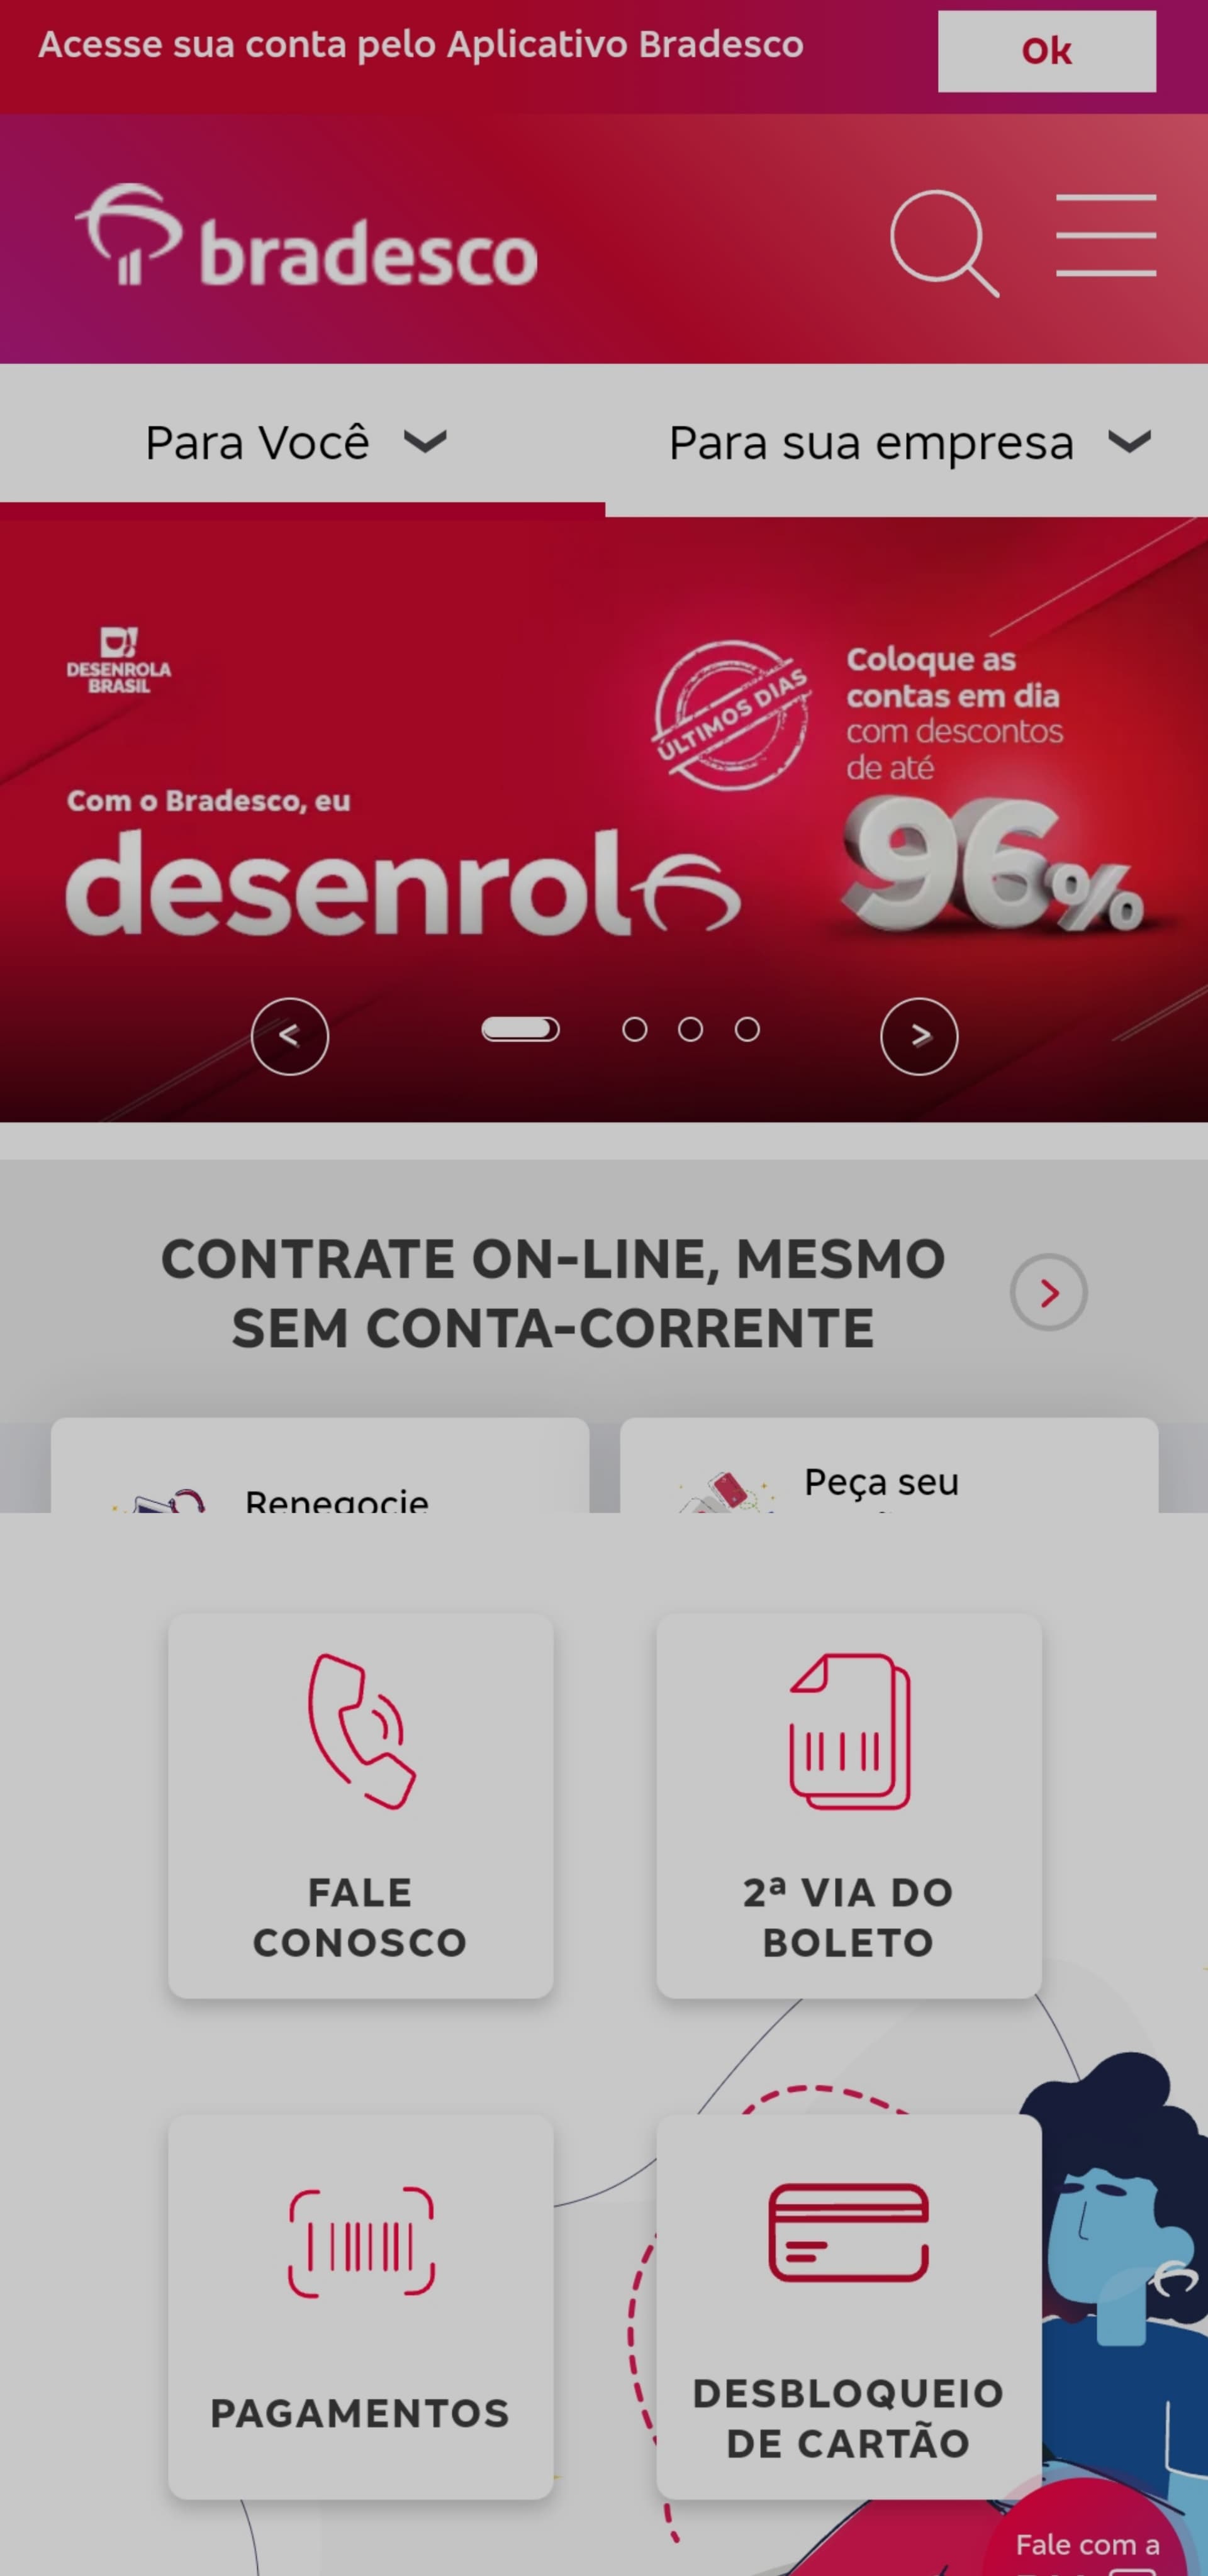 Acesse sua conta pelo Aplicativo Bradesco
Ok
bradesco
Para Você
Para sua empresa
DESENROLA
BRASIL
Com o Bradesco, eu
desenrola
ÚLTIMOS DIAS
Coloque as
contas em dia
com descontos
de até
96%
<
>
CONTRATE ON-LINE, MESMO
SEM CONTA-CORRENTE
Renegocie
Peça seu
FALE
CONOSCO
2ª VIA DO
BOLETO
PAGAMENTOS
DESBLOQUEIO
DE CARTÃO
Fale com a